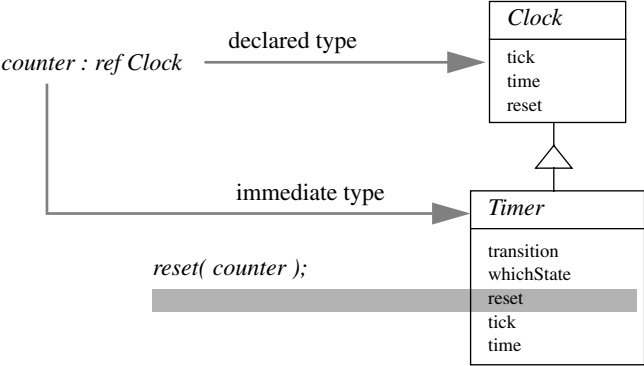 Clock
declared type
counter : ref Clock
tick
time
reset
immediate type
Timer
transition
whichState
reset( counter );
reset
tick
time